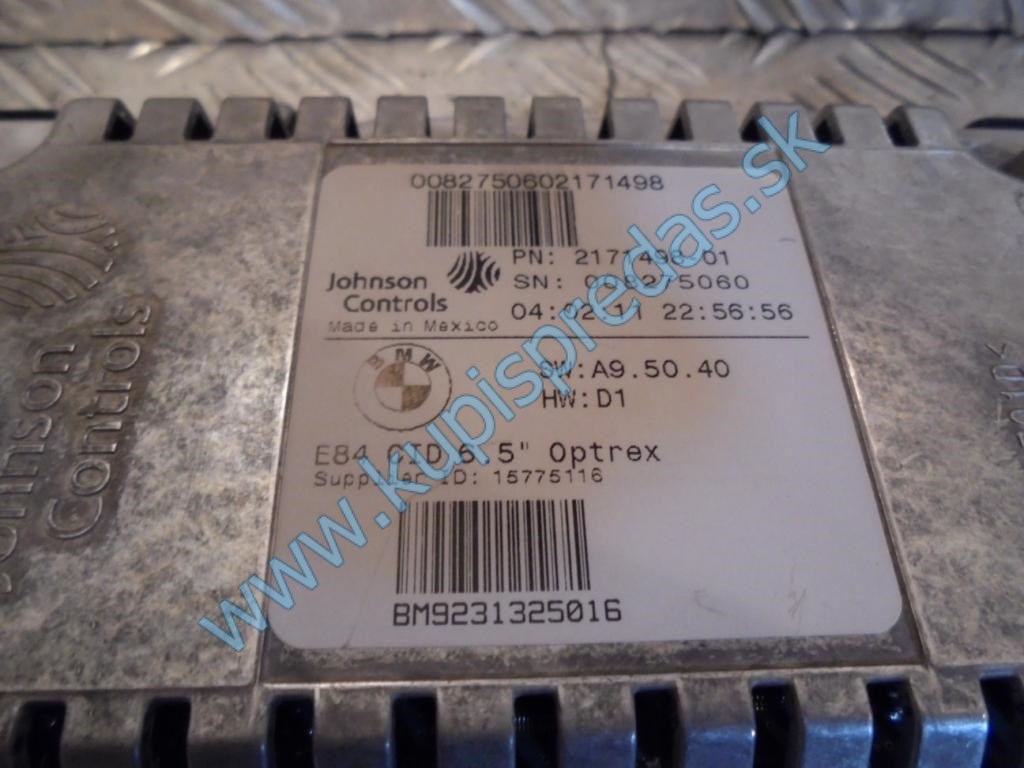 0082750602171498
Johnson
Controls
Made in Mexico
PN: 2171498-01
SN: 008275060
04:02:11 22:56:56
BMW
SW:A9.50.40
HW:D1
E84 CID 6.5" Optrex
Supplier ID: 15775116
BM9231325016
Johnson
Controls
www.kupispredas.sk